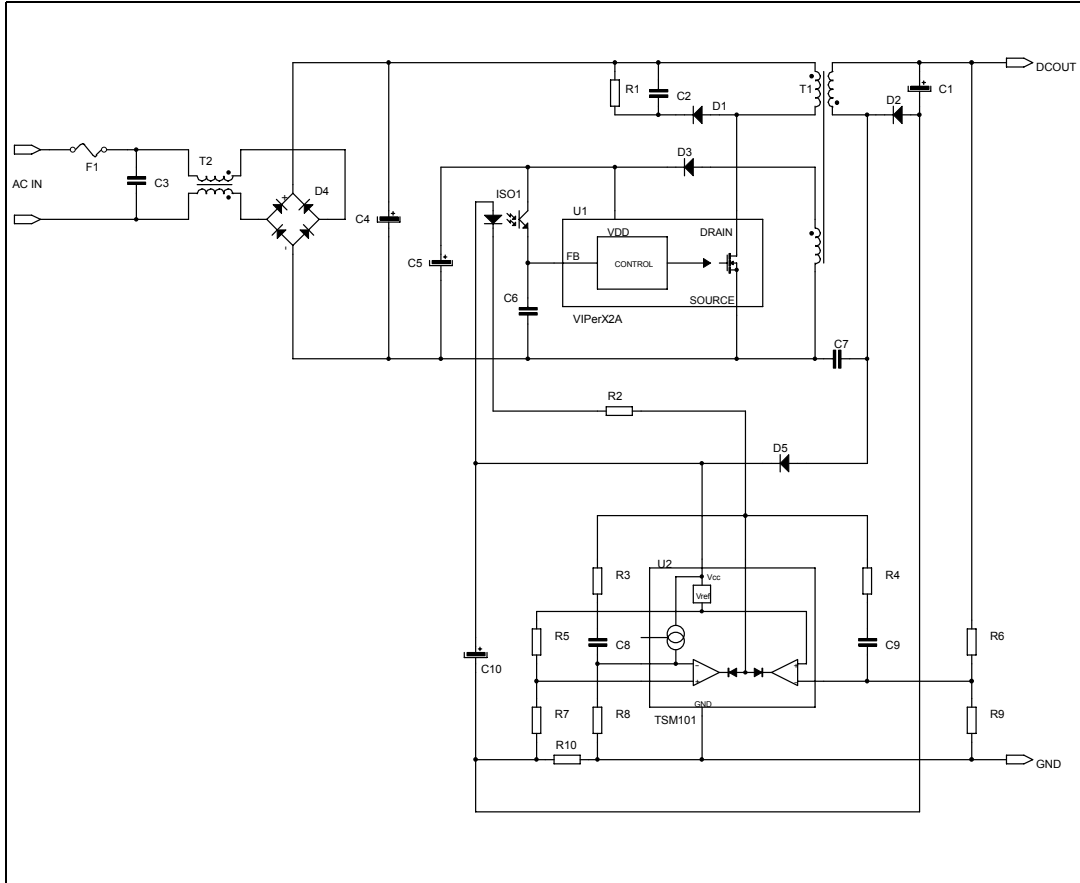 DCOUT
R1
C2
D1
T1
D2
C1
F1
T2
AC IN
C3
D4
+
-
C4
+
C5
+
ISO1
D3
U1
VDD
DRAIN
FB
CONTROL
SOURCE
C6
VIPerX2A
C7
R2
D5
U2
Vcc
Vref
R3
R4
R5
C8
C9
R6
C10
+
-
+
+
-
GND
R7
R8
TSM101
R9
R10
GND